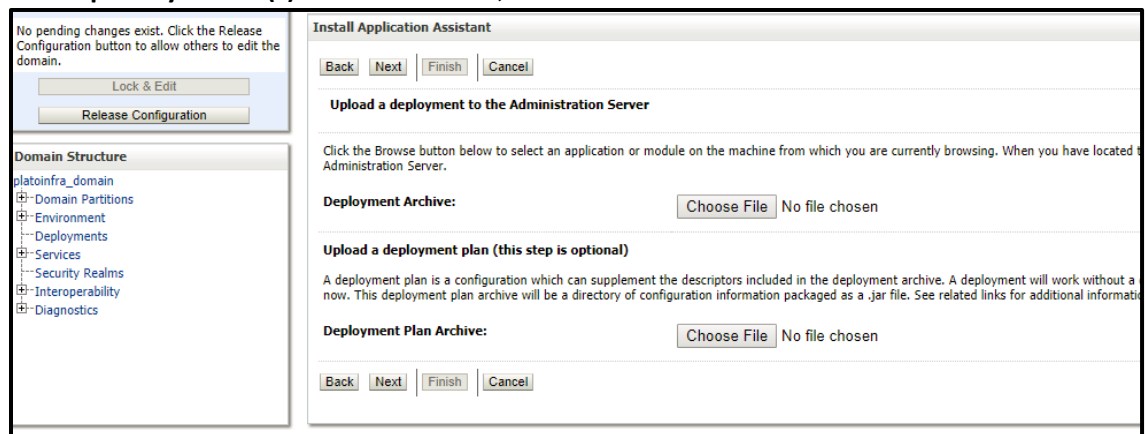 No pending changes exist. Click the Release
Configuration button to allow others to edit the
domain.
Lock & Edit
Release Configuration
Domain Structure
platoinfra_domain
Domain Partitions
Environment
Deployments
Services
Security Realms
Interoperability
Diagnostics
Install Application Assistant
Back Next Finish Cancel
Upload a deployment to the Administration Server
Click the Browse button below to select an application or module on the machine from which you are currently browsing. When you have located
Administration Server.
Deployment Archive: Choose File No file chosen
Upload a deployment plan (this step is optional)
A deployment plan is a configuration which can supplement the descriptors included in the deployment archive. A deployment will work without a
now. This deployment plan archive will be a directory of configuration information packaged as a .jar file. See related links for additional
Deployment Plan Archive: Choose File No file chosen
Back Next Finish Cancel